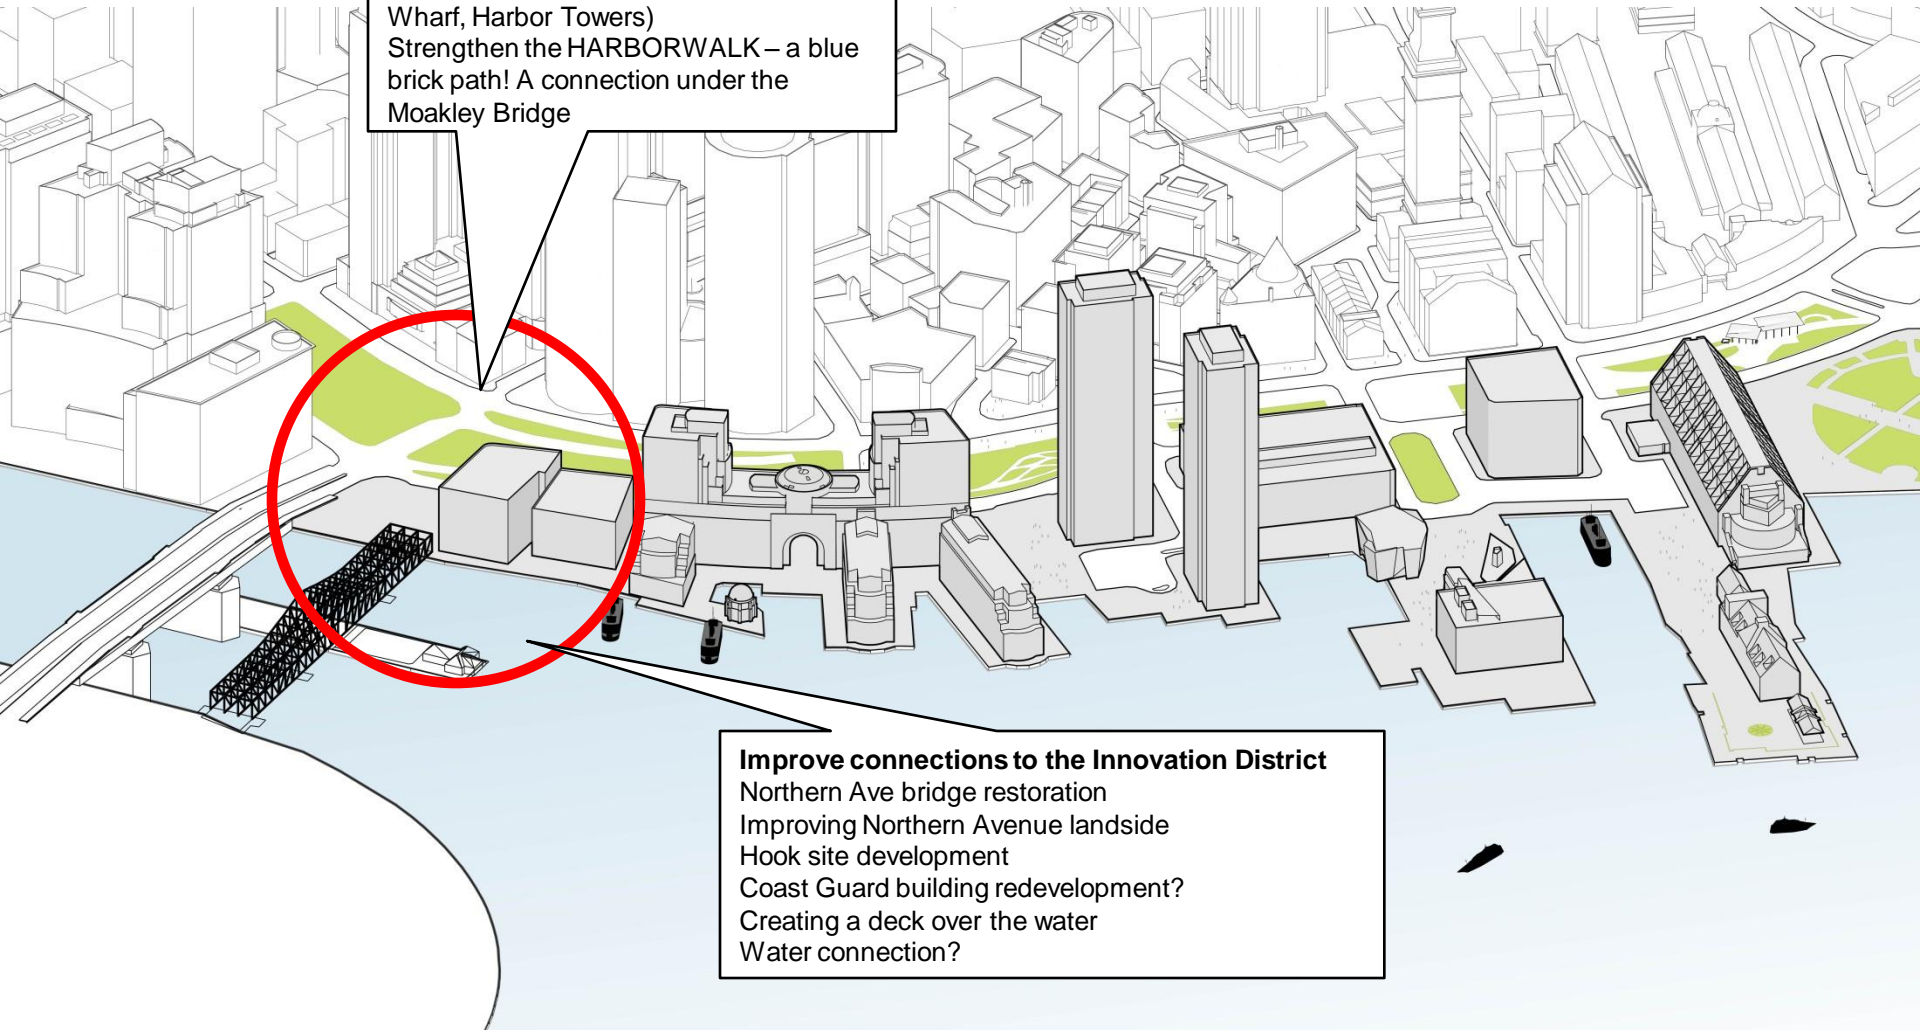 Wharf, Harbor Towers)
Strengthen the HARBORWALK – a blue
brick path! A connection under the
Moakley Bridge
Improve connections to the Innovation District
Northern Ave bridge restoration
Improving Northern Avenue landside
Hook site development
Coast Guard building redevelopment?
Creating a deck over the water
Water connection?